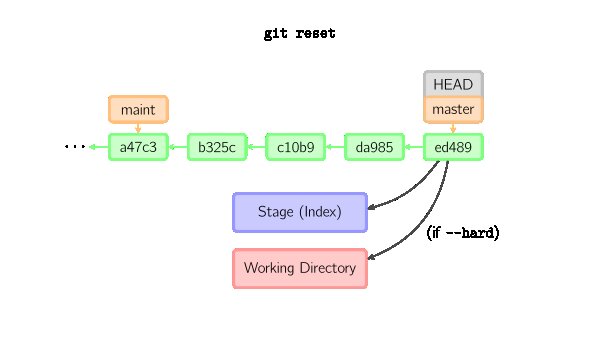 git reset
HEAD
maint
master
... a47c3 b325c c10b9 da985 ed489
Stage (Index)
(if --hard)
Working Directory